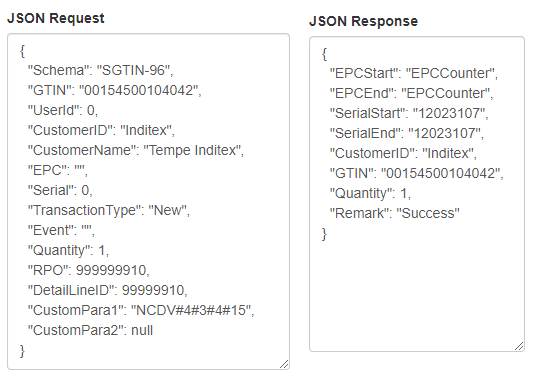 JSON Request
{
"Schema": "SGTIN-96",
"GTIN": "00154500104042",
"UserId": 0,
"CustomerID": "Inditex",
"CustomerName": "Tempe Inditex",
"EPC": "",
"Serial": 0,
"TransactionType": "New",
"Event": "",
"Quantity": 1,
"RPO": 999999910,
"DetailLineID": 99999910,
"CustomPara1": "NCDV#4#3#4#15",
"CustomPara2": null
}
JSON Response
{
"EPCStart": "EPCCounter",
"EPCEnd": "EPCCounter",
"SerialStart": "12023107",
"SerialEnd": "12023107",
"CustomerID": "Inditex",
"GTIN": "00154500104042",
"Quantity": 1,
"Remark": "Success"
}